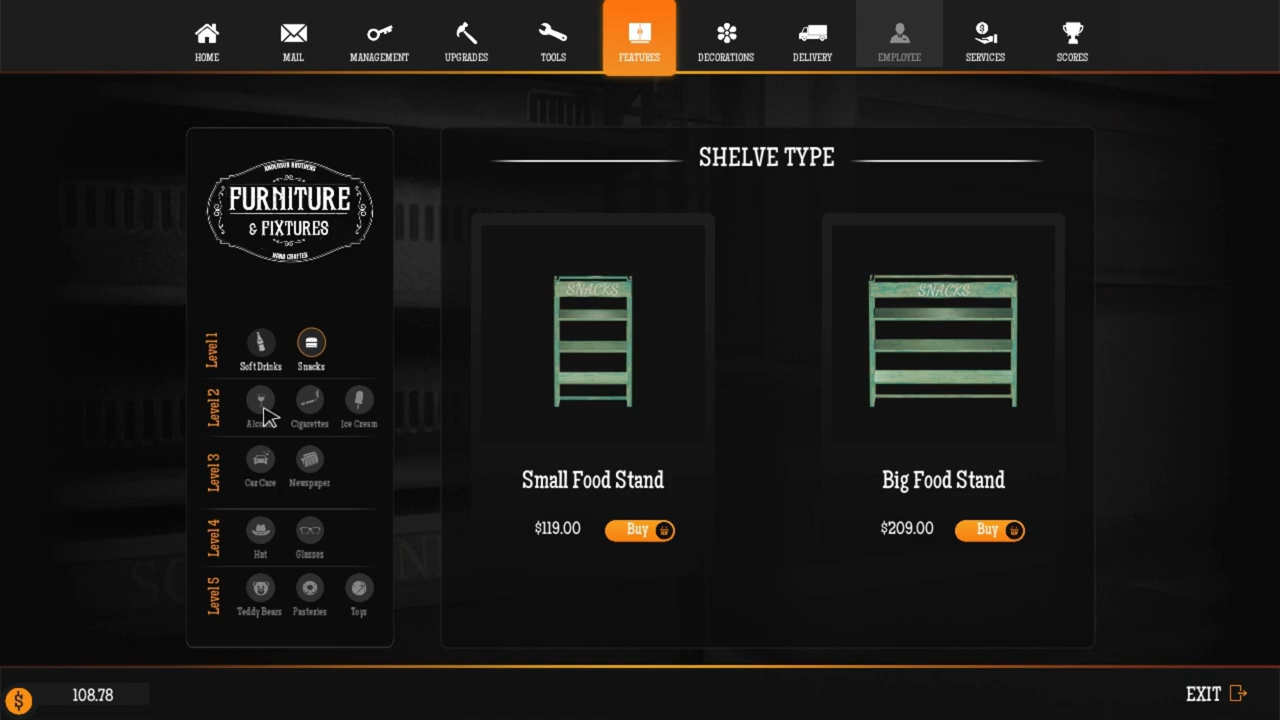 HOME
MAIL
MANAGEMENT
UPGRADES
TOOLS
FEATURES
DECORATIONS
DELIVERY
EMPLOYEE
SERVICES
SCORES
ANDERSON BROTHERS
FURNITURE
& FIXTURES
SHELVE TYPE
SNACKS
SNACKS
Level 1
Soft Drinks
Snacks
Level 2
Cigarettes
Ice Cream
Level 3
Car Care
Newspaper
Level 4
Hat
Glasses
Level 5
Teddy Bears
Pasteries
Toys
Small Food Stand
$119.00
Buy
Big Food Stand
$209.00
Buy
$
108.78
EXIT